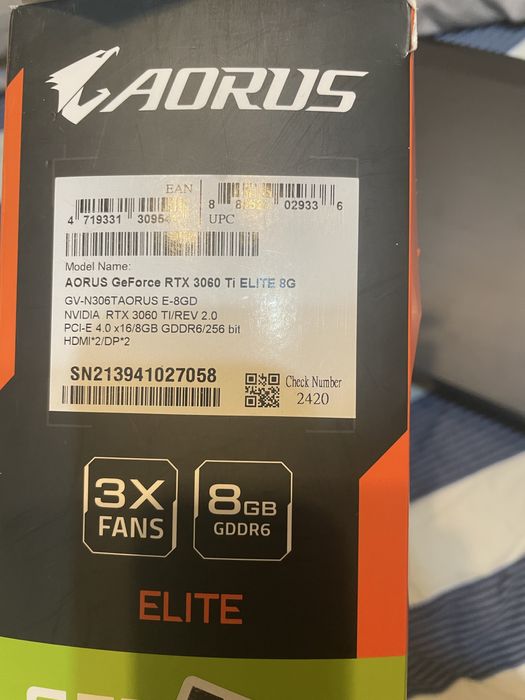 AORUS
EAN
4 719331
UPC
8 02933 6
Model Name:
AORUS GeForce RTX 3060 Ti ELITE 8G
GV-N306TAORUS E-8GD
NVIDIA RTX 3060 TI/REV 2.0
PCI-E 4.0 x16/8GB GDDR6/256 bit
HDMI*2/DP*2
SN213941027058
Check Number
2420
3X
FANS
8GB
GDDR6
ELITE